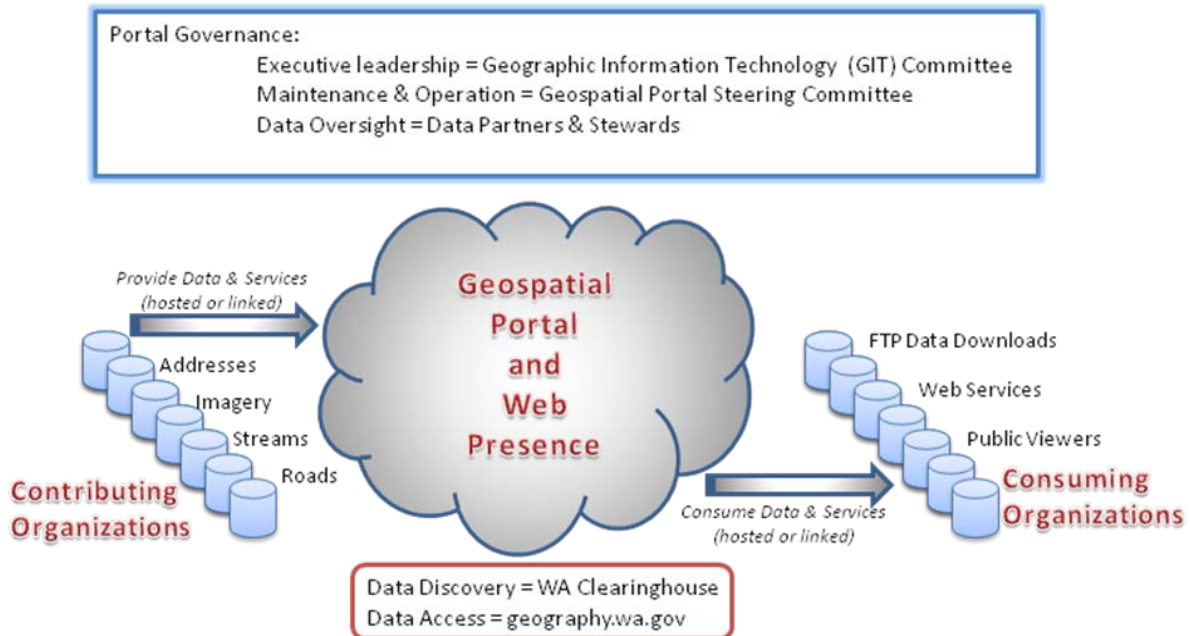 Portal Governance:
Executive leadership = Geographic Information Technology (GIT) Committee
Maintenance & Operation = Geospatial Portal Steering Committee
Data Oversight = Data Partners & Stewards
Provide Data & Services
(hosted or linked)
Addresses
Imagery
Streams
Roads
Contributing
Organizations
Geospatial
Portal
and
Web
Presence
FTP Data Downloads
Web Services
Public Viewers
Consuming
Organizations
Consume Data & Services
(hosted or linked)
Data Discovery = WA Clearinghouse
Data Access = geography.wa.gov